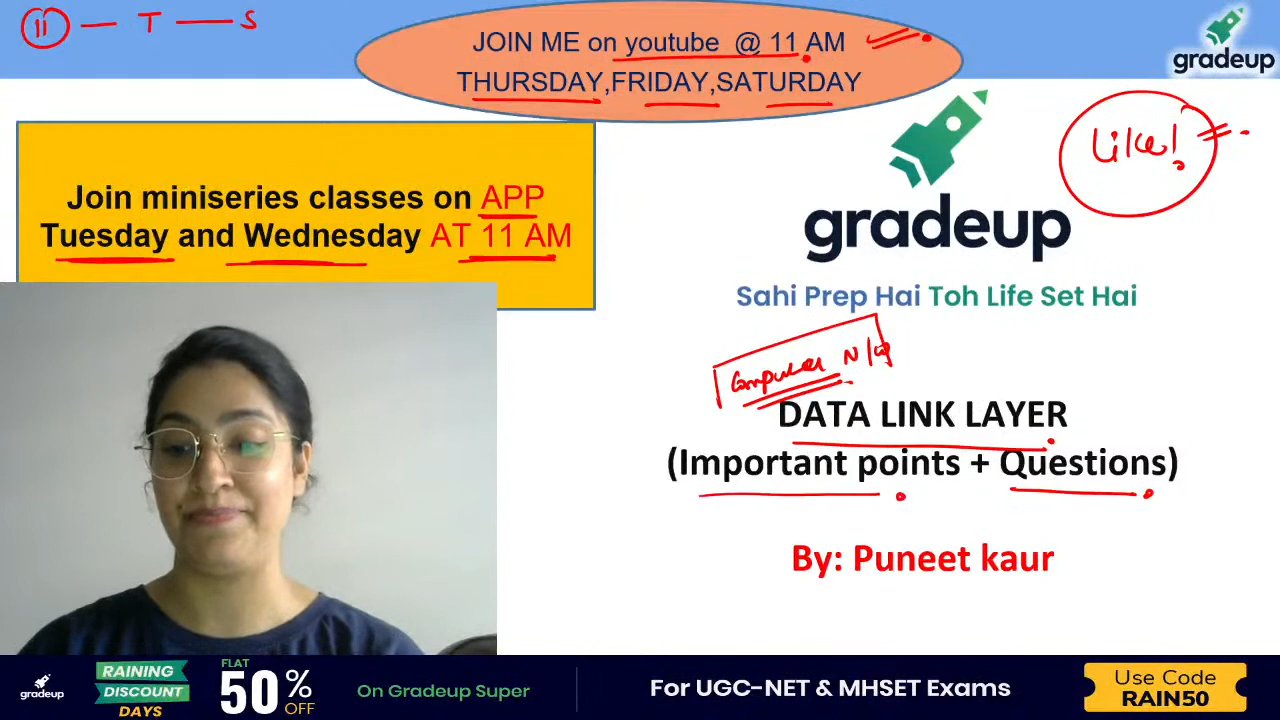 11 — T — S
JOIN ME on youtube @ 11 AM
THURSDAY,FRIDAY,SATURDAY
gradeup
Like!
Join miniseries classes on APP
Tuesday and Wednesday AT 11 AM
gradeup
Sahi Prep Hai Toh Life Set Hai
Computer N/w
DATA LINK LAYER
(Important points + Questions)
By: Puneet kaur
gradeup
RAINING
DISCOUNT
DAYS
FLAT
50% OFF
On Gradeup Super
For UGC-NET & MHSET Exams
Use Code
RAIN50